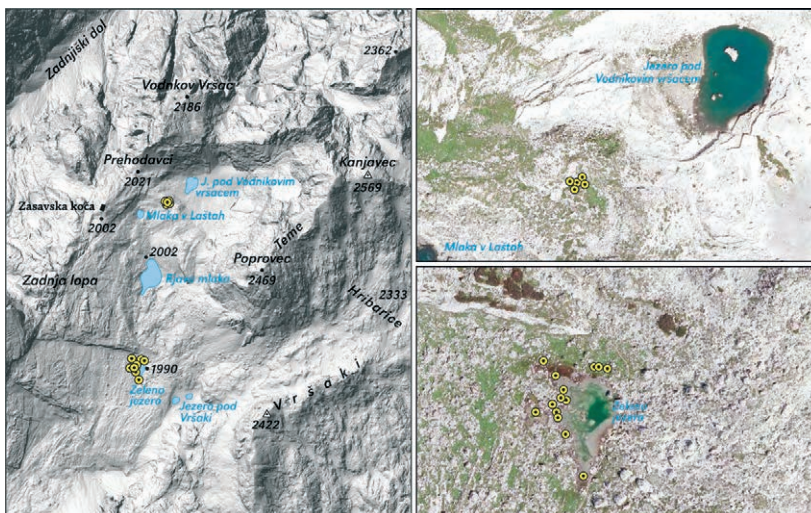 Zadnjiški dol
2362
Vodnkov Vršac
2186
Prehodavci
2021
Kanjavec
2569
J. pod Vodnikovim
vršacem
Zasavska koča
2002
Mlaka v Laštah
Teme
2002
Poprovec
2469
Rjava mlaka
Zadnja lopa
2333
Hribarice
1990
Zeleno
jezero
Jezera pod
Vršaki
Vršaki
2422
Jezero pod
Vodnikovim vršacem
Mlaka v Laštah
Zeleno
jezero